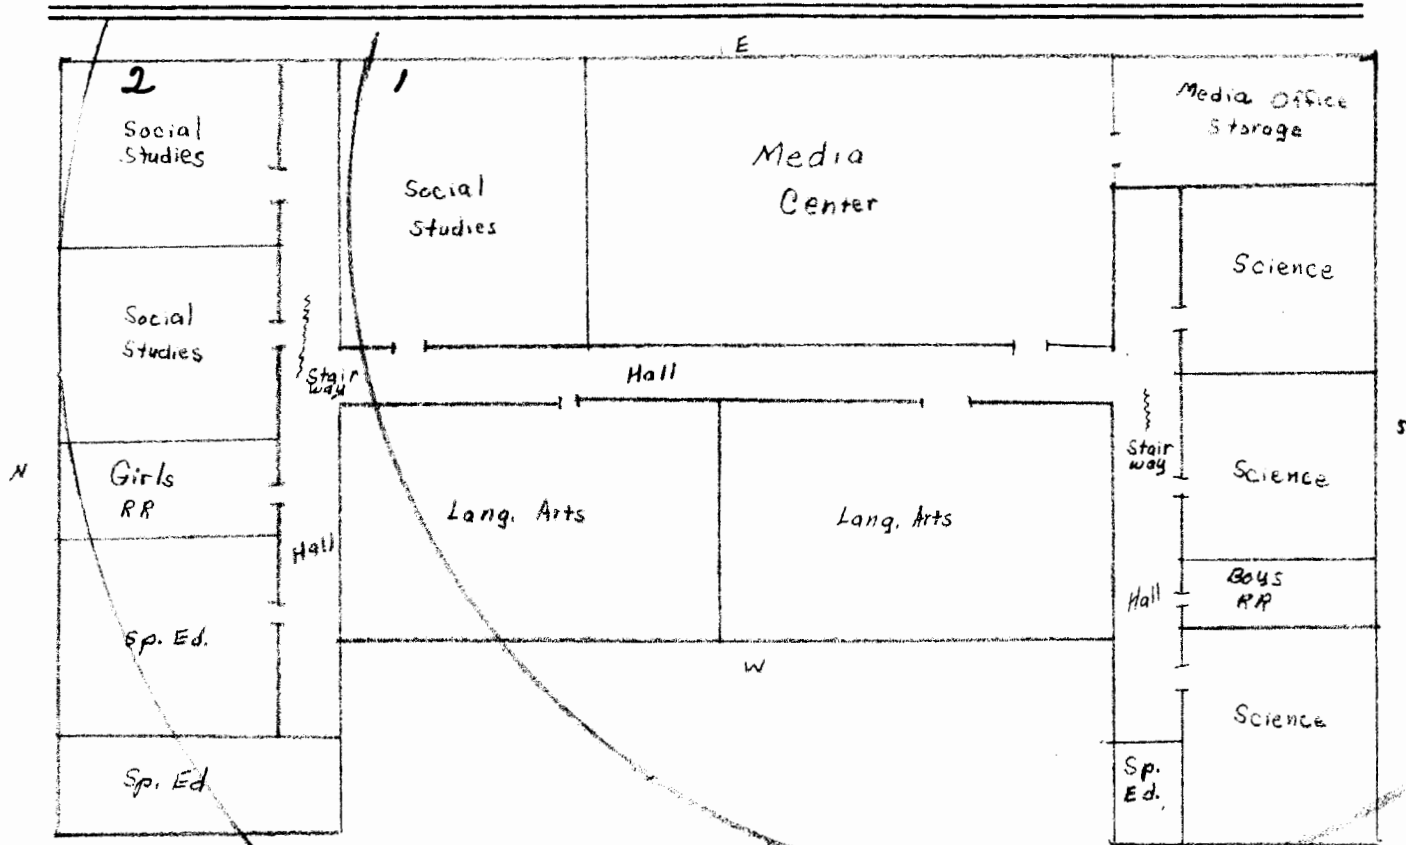 E
2
1
Social
Studies
Social
Studies
Media
Center
Media Office
Storage
Science
Social
Studies
Stair
way
Hall
Stair
way
Science
S
N
Girls
RR
Hall
Lang. Arts
Lang. Arts
Hall
Boys
RR
Sp. Ed.
W
Science
Sp. Ed
Sp.
Ed.